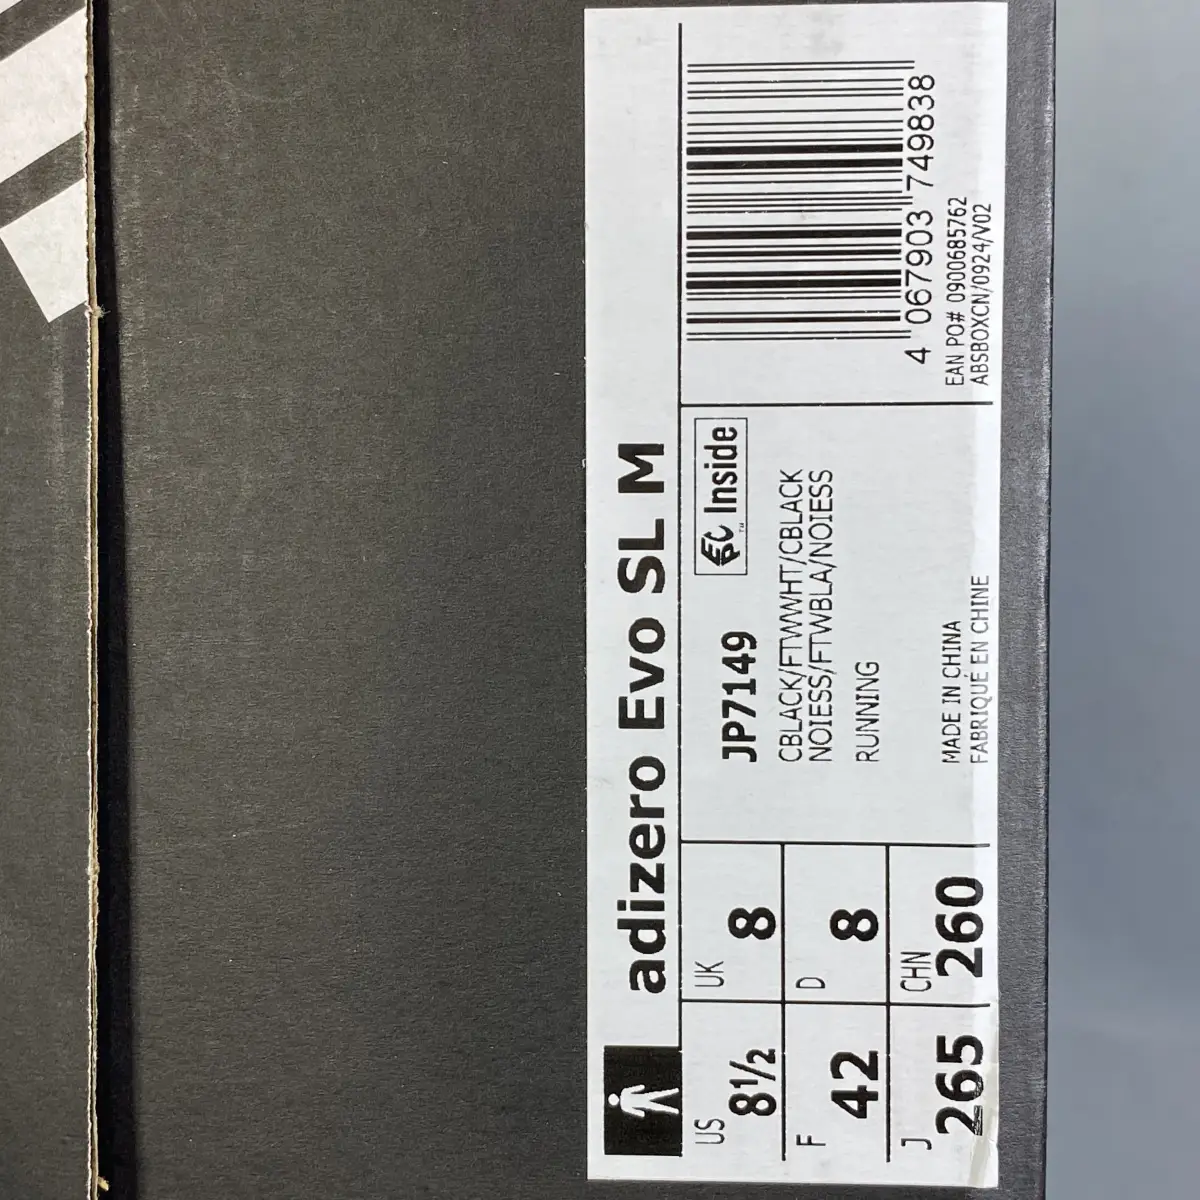 adizero Evo SL M
US
8½
UK
8
F
42
D
8
J
265
CHN
260
JP7149
Inside
™
CBLACK/FTWWHT/CBLACK
NOIESS/FTWBLA/NOIESS
RUNNING
MADE IN CHINA
FABRIQUÉ EN CHINE
4 067903 749838
EAN PO# 0900685762
ABSBOXCN/0924/V02